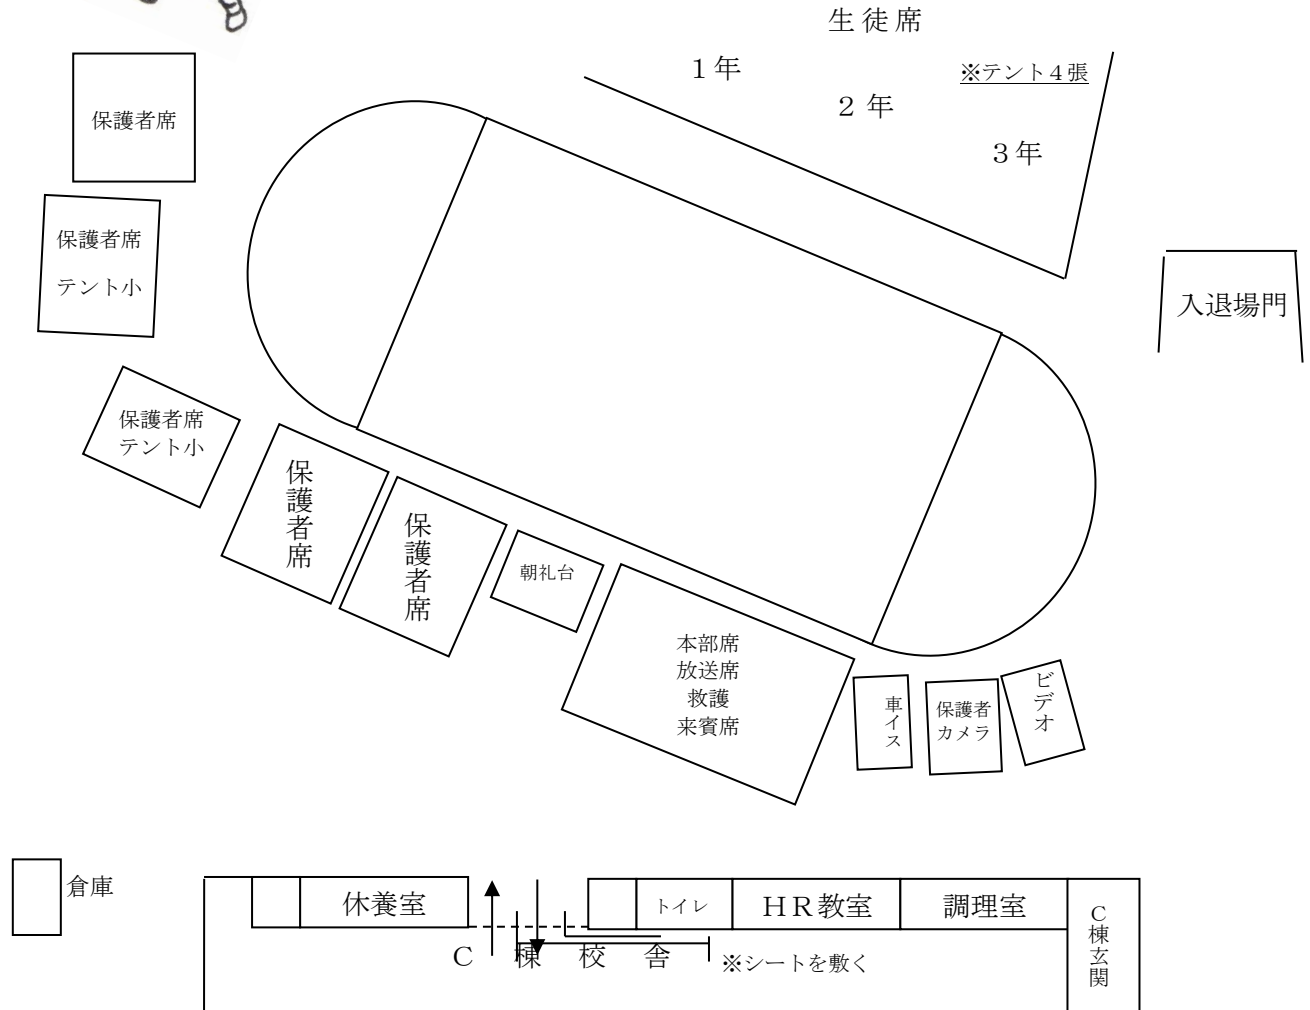 生徒席
１年
※テント４張
２年
３年
保護者席
保護者席
テント小
入退場門
保護者席
テント小
保護者席
保護者席
朝礼台
本部席
放送席
救護
来賓席
車イス
保護者
カメラ
ビデオ
倉庫
休養室
トイレ
ＨＲ教室
調理室
Ｃ棟玄関
Ｃ棟校舎
※シートを敷く